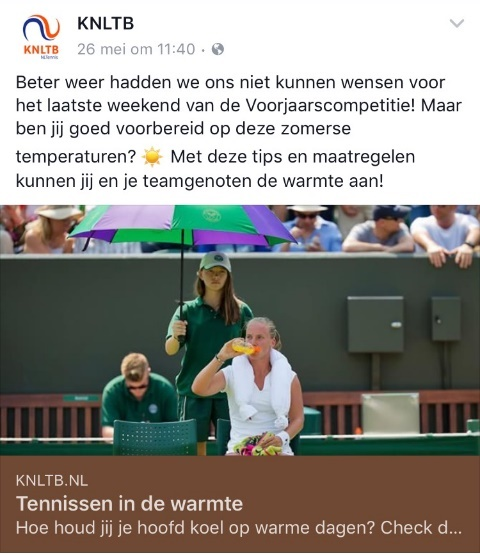 KNLTB
26 mei om 11:40 ·
KNLTB
Beter weer hadden we ons niet kunnen wensen voor
het laatste weekend van de Voorjaarscompetitie! Maar
ben jij goed voorbereid op deze zomerse
temperaturen? ☀️ Met deze tips en maatregelen
kunnen jij en je teamgenoten de warmte aan!
KNLTB.NL
Tennissen in de warmte
Hoe houd jij je hoofd koel op warme dagen? Check d...